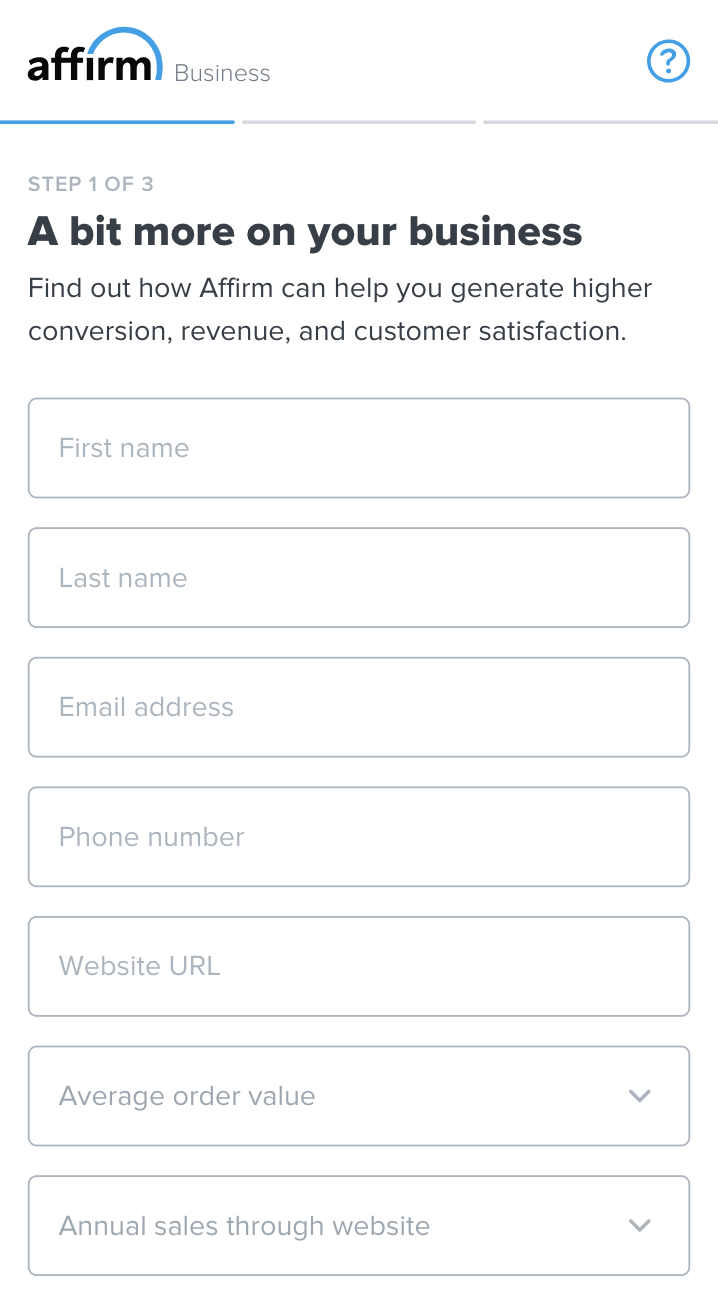 affirm Business
?
STEP 1 OF 3
A bit more on your business
Find out how Affirm can help you generate higher
conversion, revenue, and customer satisfaction.
First name
Last name
Email address
Phone number
Website URL
Average order value
Annual sales through website